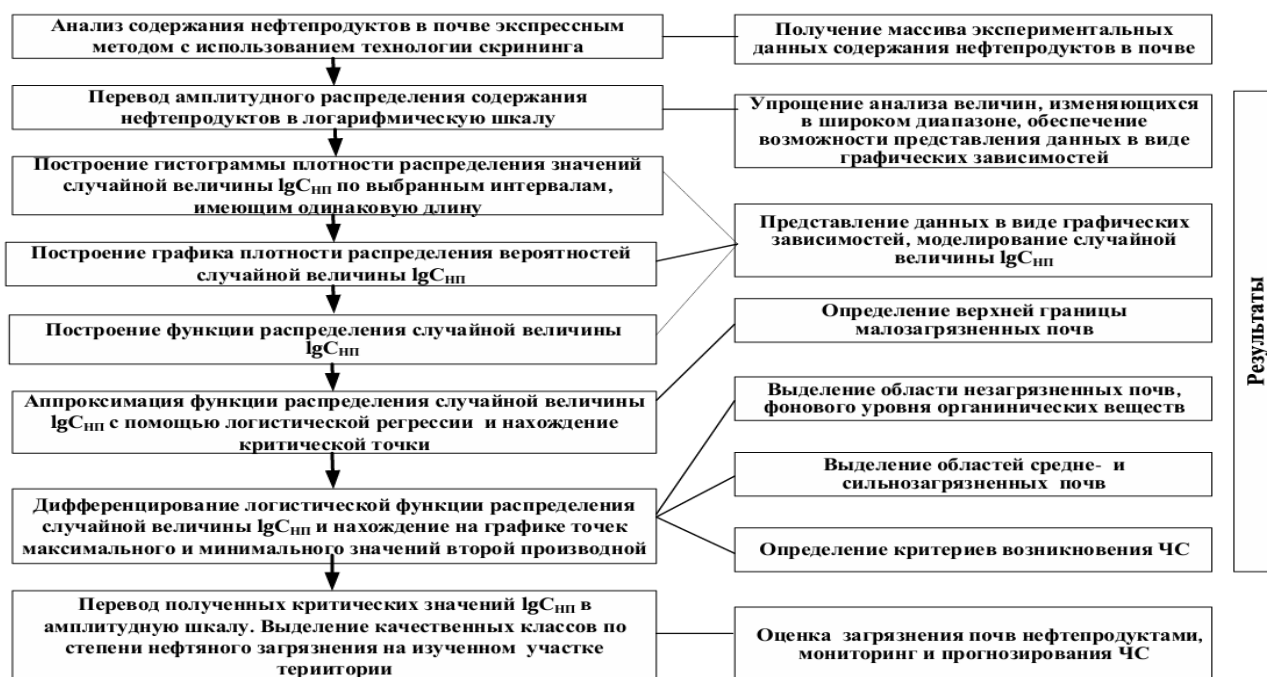 Анализ содержания нефтепродуктов в почве экспрессным
методом с использованием технологии скрининга
Получение массива экспериментальных
данных содержания нефтепродуктов в почве
Перевод амплитудного распределения содержания
нефтепродуктов в логарифмическую шкалу
Упрощение анализа величин, изменяющихся
в широком диапазоне, обеспечение
возможности представления данных в виде
графических зависимостей
Построение гистограммы плотности распределения значений
случайной величины lgCНП по выбранным интервалам,
имеющим одинаковую длину
Построение графика плотности распределения вероятностей
случайной величины lgCНП
Представление данных в виде графических
зависимостей, моделирование случайной
величины lgCНП
Построение функции распределения случайной величины
lgCНП
Определение верхней границы
малозагрязненных почв
Аппроксимация функции распределения случайной величины
lgCНП с помощью логистической регрессии и нахождение
критической точки
Выделение области незагрязненных почв,
фонового уровня органинических веществ
Выделение областей средне- и
сильнозагрязненных почв
Дифференцирование логистической функции распределения
случайной величины lgCНП и нахождение на графике точек
максимального и минимального значений второй производной
Определение критериев возникновения ЧС
Перевод полученных критических значений lgCНП в
амплитудную шкалу. Выделение качественных классов по
степени нефтяного загрязнения на изученном участке
териитории
Оценка загрязнения почв нефтепродуктами,
мониторинг и прогнозирования ЧС
Результаты